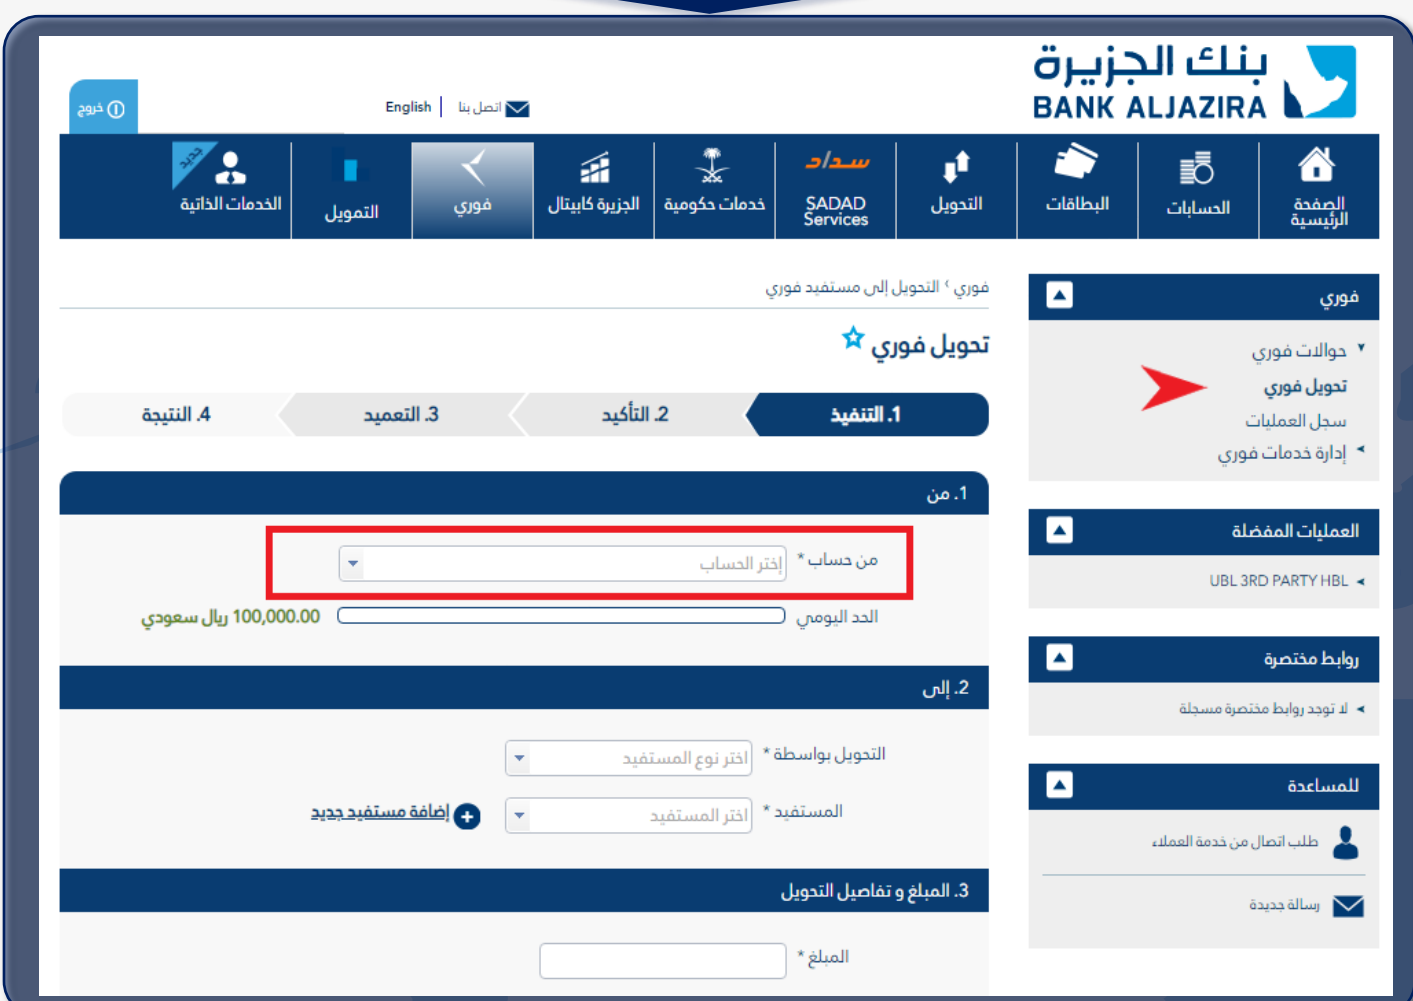 بنك الجزيرة
BANK ALJAZIRA
اتصل بنا | English
خروج
الصفحة الرئيسية
الحسابات
البطاقات
التحويل
سداد
SADAD Services
خدمات حكومية
الجزيرة كابيتال
فوري
التمويل
الخدمات الذاتية
جديد
فوري
حوالات فوري
تحويل فوري
سجل العمليات
إدارة خدمات فوري
العمليات المفضلة
UBL 3RD PARTY HBL
روابط مختصرة
لا توجد روابط مختصرة مسجلة
للمساعدة
طلب اتصال من خدمة العملاء
رسالة جديدة
فوري › التحويل إلى مستفيد فوري
تحويل فوري
1. التنفيذ
2. التأكيد
3. التعميد
4. النتيجة
1. من
من حساب * إختر الحساب
الحد اليومي 100,000.00 ريال سعودي
2. إلى
التحويل بواسطة * اختر نوع المستفيد
المستفيد * اختر المستفيد إضافة مستفيد جديد
3. المبلغ و تفاصيل التحويل
المبلغ *